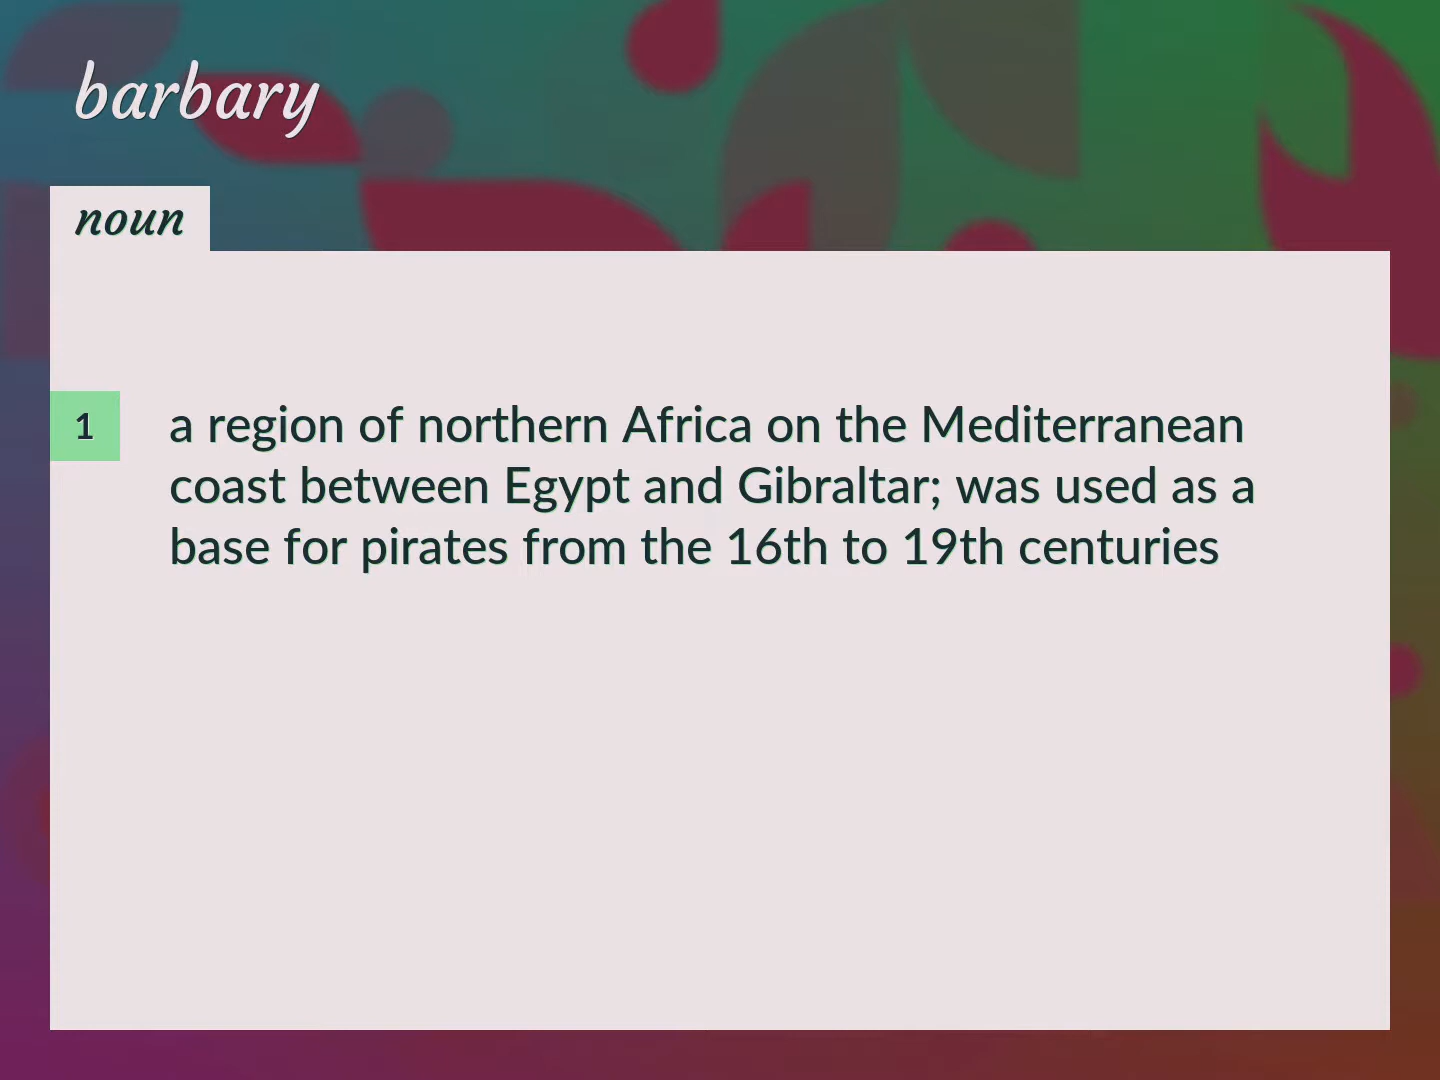 barbary
noun
1
a region of northern Africa on the Mediterranean
coast between Egypt and Gibraltar; was used as a
base for pirates from the 16th to 19th centuries